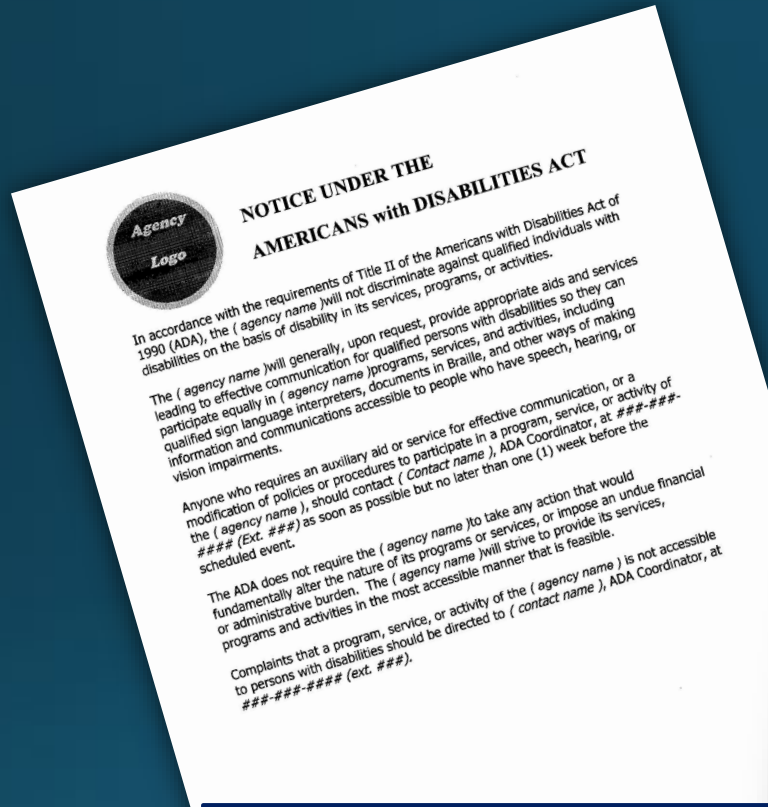 Agency
Logo
NOTICE UNDER THE
AMERICANS with DISABILITIES ACT
In accordance with the requirements of Title II of the Americans with Disabilities Act of
1990 (ADA), the ( agency name )will not discriminate against qualified individuals with
disabilities on the basis of disability in its services, programs, or activities.
The ( agency name )will generally, upon request, provide appropriate aids and services
leading to effective communication for qualified persons with disabilities so they can
participate equally in ( agency name )programs, services, and activities, including
qualified sign language interpreters, documents in Braille, and other ways of making
information and communications accessible to people who have speech, hearing, or
vision impairments.
Anyone who requires an auxiliary aid or service for effective communication, or a
modification of policies or procedures to participate in a program, service, or activity of
the ( agency name ), should contact ( Contact name ), ADA Coordinator, at ###-###-
#### (Ext. ###) as soon as possible but no later than one (1) week before the
scheduled event.
The ADA does not require the ( agency name )to take any action that would
fundamentally alter the nature of its programs or services, or impose an undue financial
or administrative burden. The ( agency name )will strive to provide its services,
programs and activities in the most accessible manner that is feasible.
Complaints that a program, service, or activity of the ( agency name ) is not accessible
to persons with disabilities should be directed to ( contact name ), ADA Coordinator, at
###-###-#### (ext. ###).